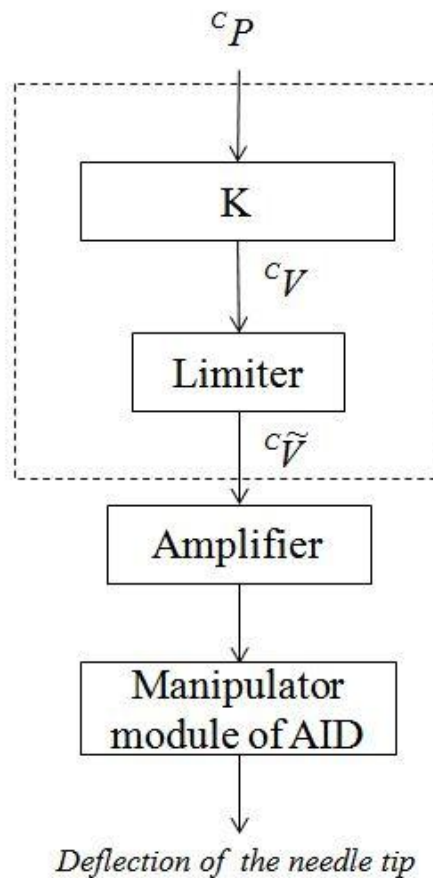 ᶜP
K
ᶜV
Limiter
ᶜṼ
Amplifier
Manipulator
module of AID
Deflection of the needle tip